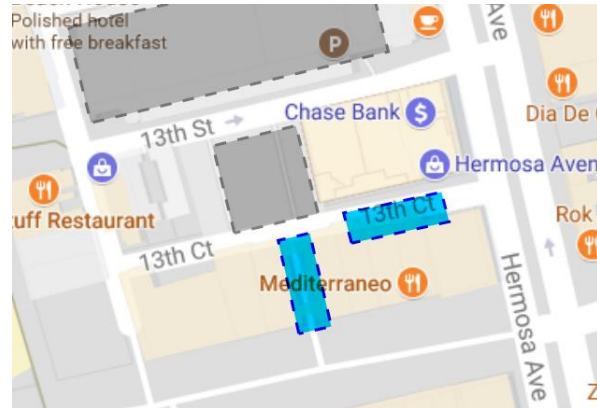 Polished hotel
with free breakfast
P
Ave
13th St
Chase Bank
$
Dia De
Hermosa Aven
uff Restaurant
13th Ct
Rok
13th Ct
Mediterraneo
Hermosa Ave
Z